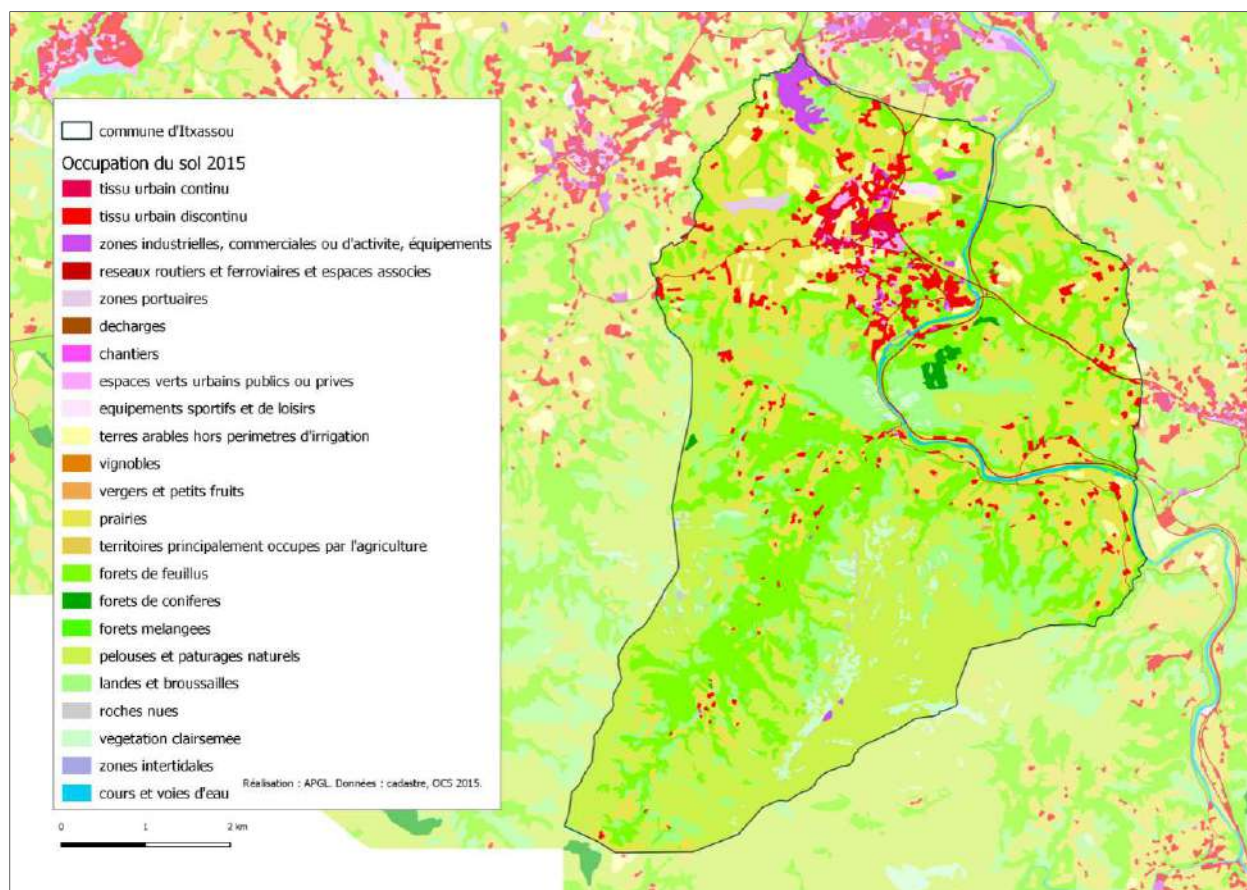 commune d'Itxassou
Occupation du sol 2015
tissu urbain continu
tissu urbain discontinu
zones industrielles, commerciales ou d'activite, équipements
reseaux routiers et ferroviaires et espaces associes
zones portuaires
decharges
chantiers
espaces verts urbains publics ou prives
equipements sportifs et de loisirs
terres arables hors perimetres d'irrigation
vignobles
vergers et petits fruits
prairies
territoires principalement occupes par l'agriculture
forets de feuillus
forets de coniferes
forets melangees
pelouses et paturages naturels
landes et broussailles
roches nues
vegetation clairsemee
zones intertidales
cours et voies d'eau
Réalisation : APGL. Données : cadastre, OCS 2015.
0 1 2 km